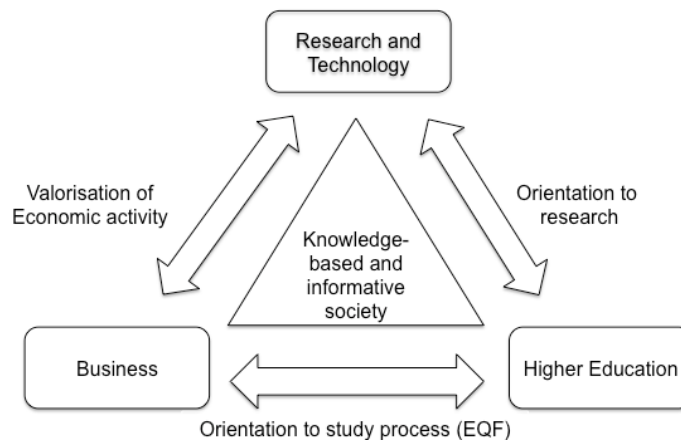 Research and
Technology
Valorisation of
Economic activity
Orientation to
research
Knowledge-
based and
informative
society
Business
Higher Education
Orientation to study process (EQF)